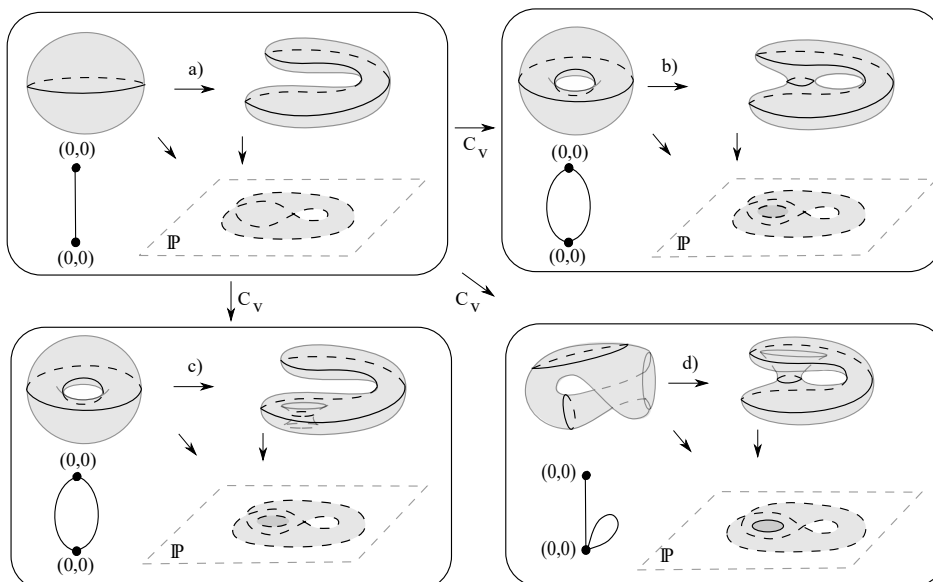 a)
(0,0)
(0,0)
ℙ
C_v
b)
(0,0)
(0,0)
ℙ
C_v
C_v
c)
(0,0)
(0,0)
ℙ
d)
(0,0)
(0,0)
ℙ